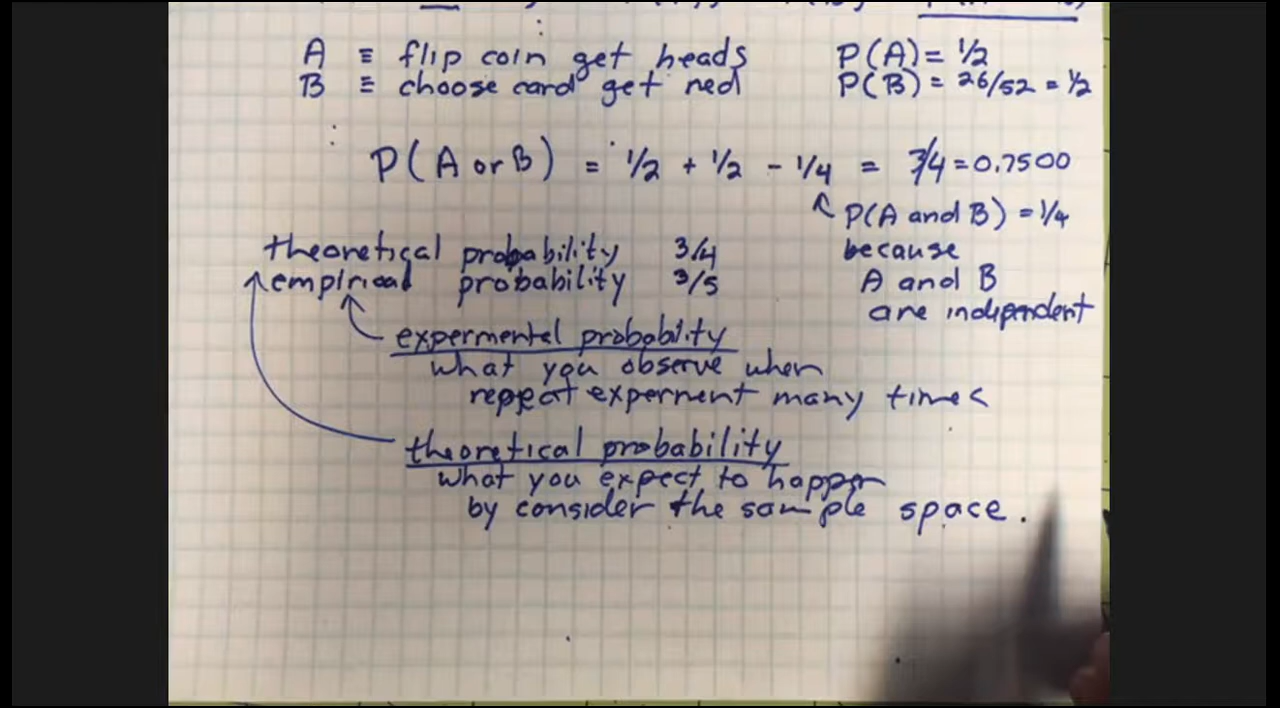 A ≡ flip coin get heads P(A) = 1/2
B ≡ choose card get red P(B) = 26/52 = 1/2
P(A or B) = 1/2 + 1/2 - 1/4 = 3/4 = 0.7500
P(A and B) = 1/4
theoretical probability 3/4 because
empirical probability 3/5 A and B
are independent
expermental probability
what you observe when
repeat experment many times
theoretical probability
what you expect to happen
by consider the sample space.